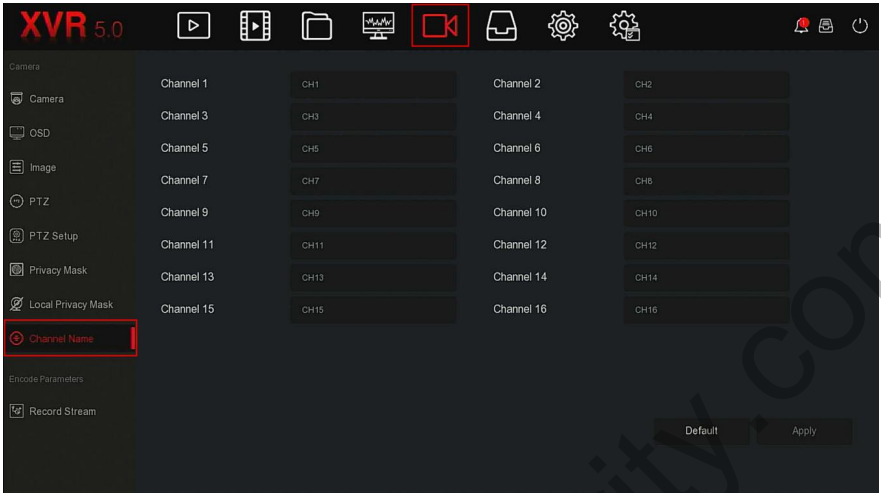 XVR 5.0
1
Camera
Camera
OSD
Image
PTZ
PTZ Setup
Privacy Mask
Local Privacy Mask
Channel Name
Encode Parameters
Record Stream
Channel 1 CH1 Channel 2 CH2
Channel 3 CH3 Channel 4 CH4
Channel 5 CH5 Channel 6 CH6
Channel 7 CH7 Channel 8 CH8
Channel 9 CH9 Channel 10 CH10
Channel 11 CH11 Channel 12 CH12
Channel 13 CH13 Channel 14 CH14
Channel 15 CH15 Channel 16 CH16
Default Apply